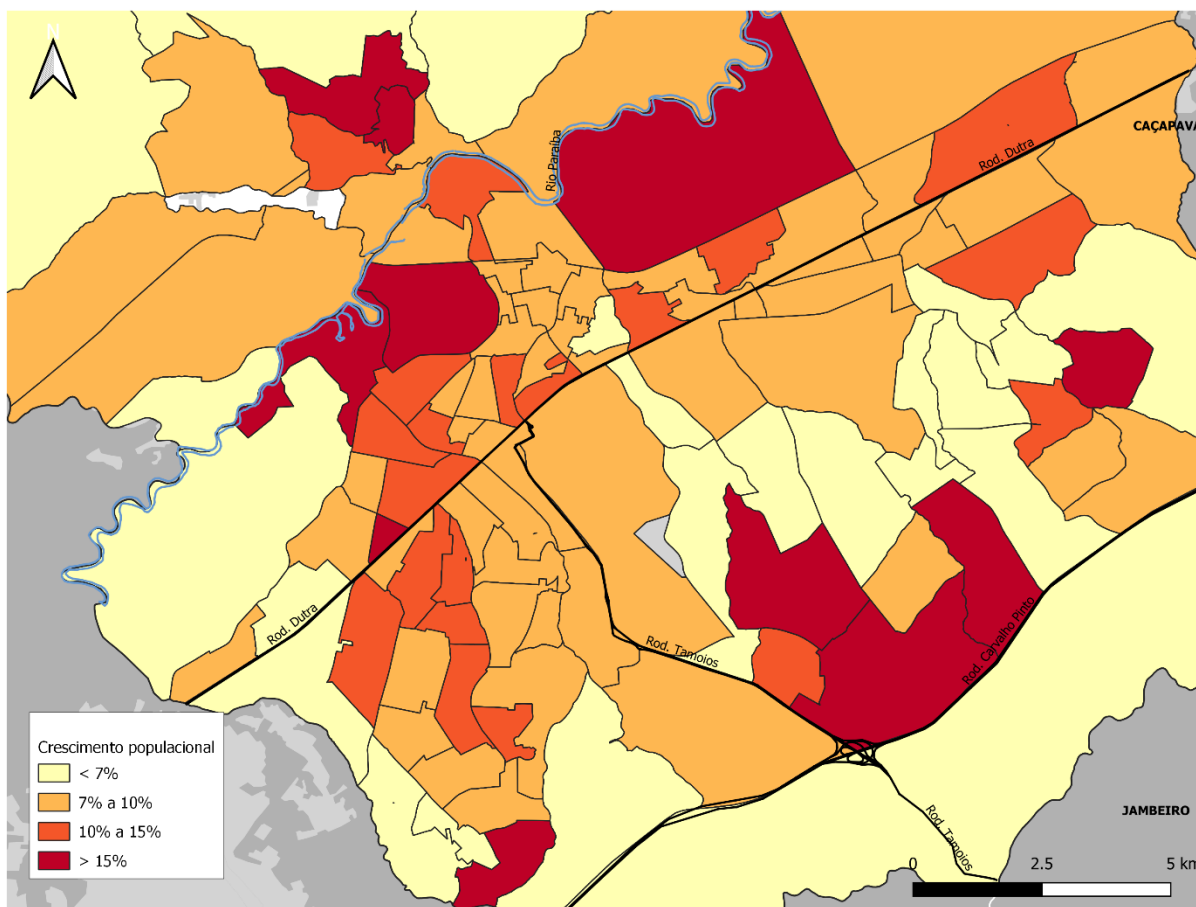 N
Rio Paraíba
CAÇAPAVA
Rod. Dutra
Rod. Dutra
Rod. Tamoios
Rod. Carvalho Pinto
Crescimento populacional
< 7%
7% a 10%
10% a 15%
> 15%
JAMBEIRO
Rod. Tamoios
0 2.5 5 km